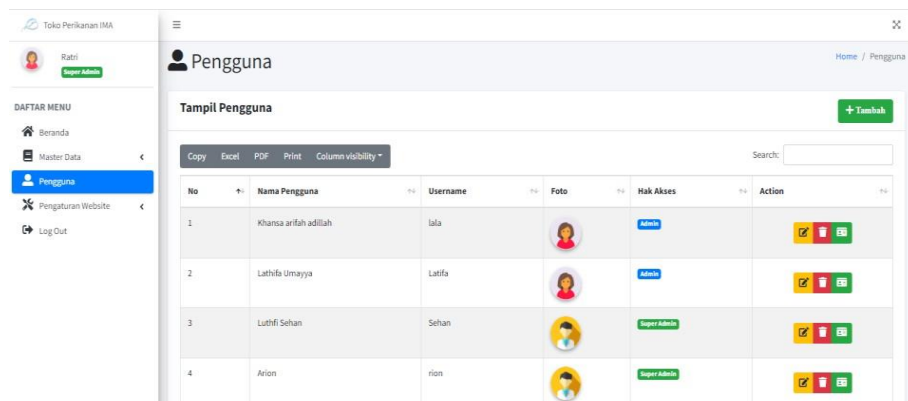 Toko Perikanan IMA
Ratri
Super Admin
DAFTAR MENU
Beranda
Master Data
Pengguna
Pengaturan Website
Log Out
Pengguna
Home / Pengguna
Tampil Pengguna
+ Tambah
Copy Excel PDF Print Column visibility
Search:
No Nama Pengguna Username Foto Hak Akses Action
1 Khansa arifah adillah lala Admin
2 Lathifa Umayya Latifa Admin
3 Luthfi Sehan Sehan Super Admin
4 Arion rion Super Admin